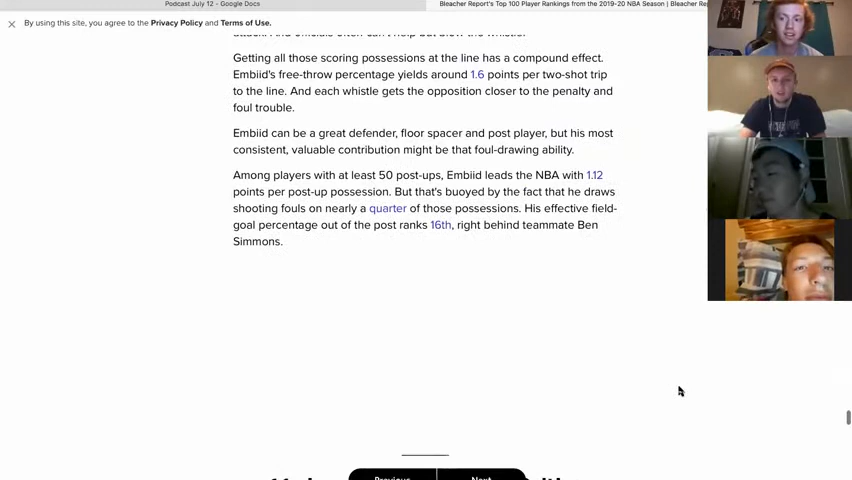 Podcast July 12 - Google Docs
Bleacher Report's Top 100 Player Rankings from the 2019-20 NBA Season | Bleacher Rep
By using this site, you agree to the Privacy Policy and Terms of Use.
Getting all those scoring possessions at the line has a compound effect.
Embiid's free-throw percentage yields around 1.6 points per two-shot trip
to the line. And each whistle gets the opposition closer to the penalty and
foul trouble.
Embiid can be a great defender, floor spacer and post player, but his most
consistent, valuable contribution might be that foul-drawing ability.
Among players with at least 50 post-ups, Embiid leads the NBA with 1.12
points per post-up possession. But that's buoyed by the fact that he draws
shooting fouls on nearly a quarter of those possessions. His effective field-
goal percentage out of the post ranks 16th, right behind teammate Ben
Simmons.
Previous
Next